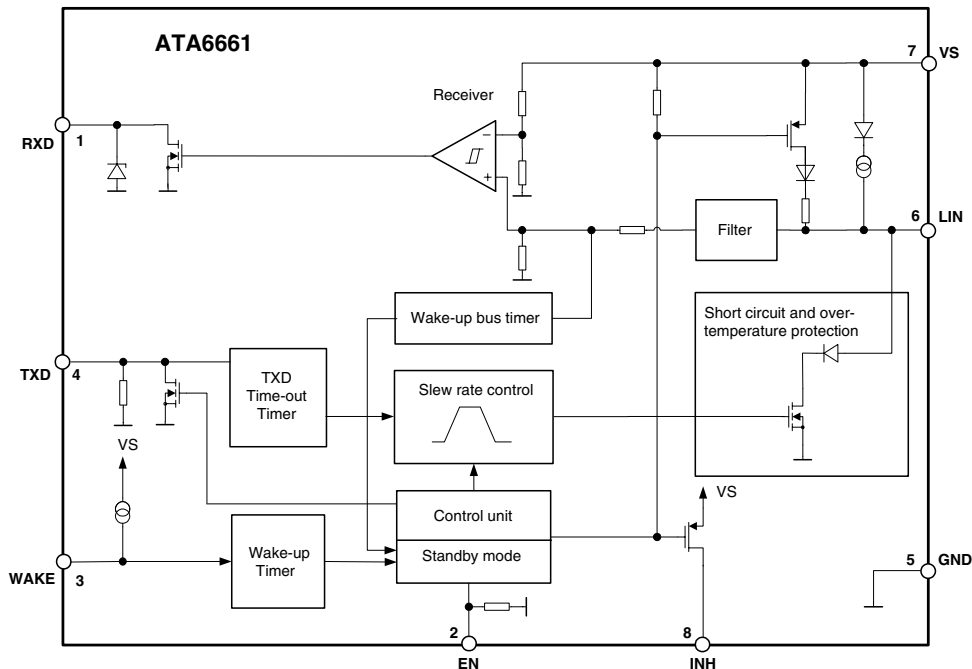 ATA6661
7
VS
Receiver
RXD
1
−
+
6
LIN
Filter
Wake-up bus timer
Short circuit and over-
temperature protection
TXD
4
TXD
Time-out
Timer
Slew rate control
VS
VS
Control unit
Standby mode
Wake-up
Timer
WAKE
3
5
GND
2
EN
8
INH